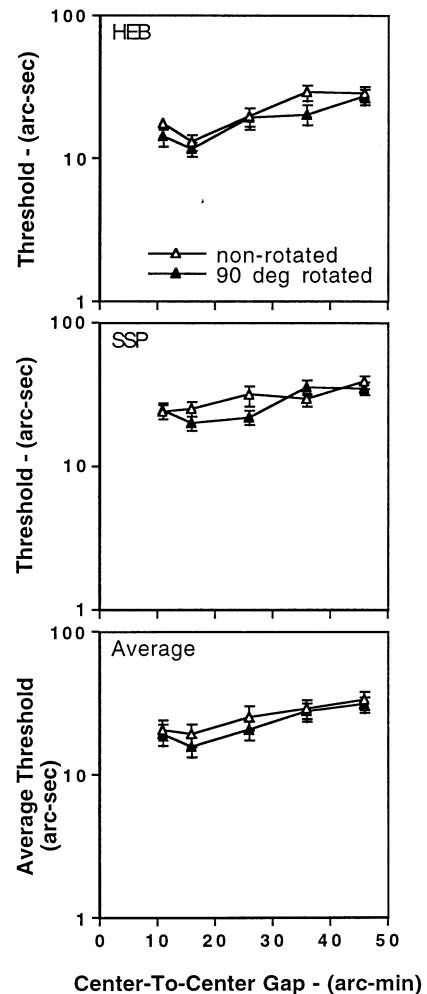 100
HEB
10
Threshold - (arc-sec)
non-rotated
90 deg rotated
1
100
SSP
10
Threshold - (arc-sec)
1
100
Average
10
Average Threshold
(arc-sec)
1
0 10 20 30 40 50
Center-To-Center Gap - (arc-min)